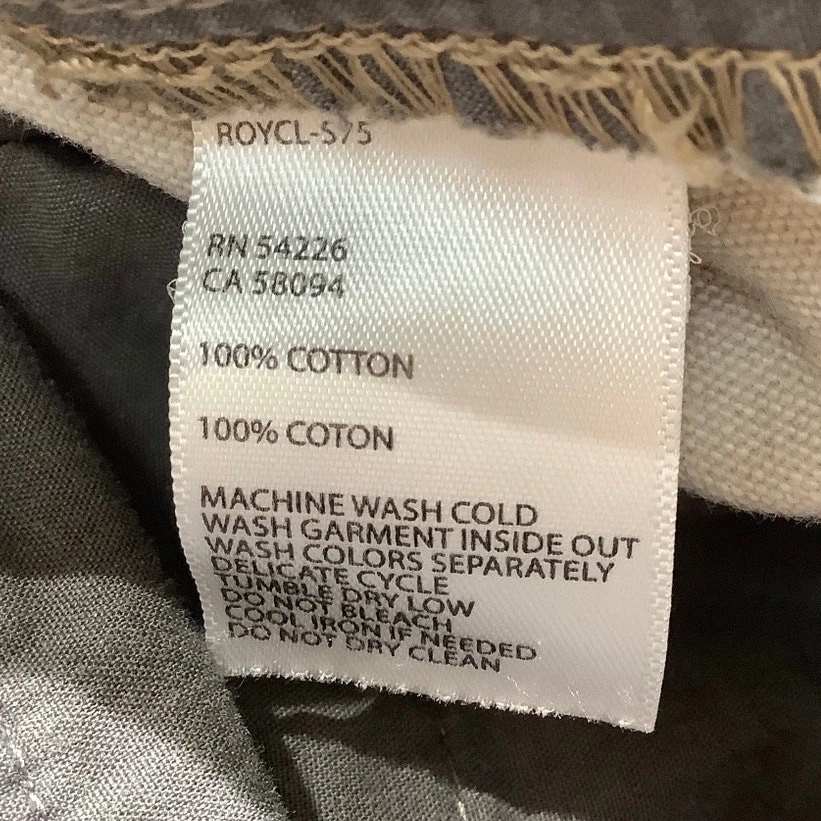 ROYCL-S75
RN 54226
CA 58094
100% COTTON
100% COTON
MACHINE WASH COLD
WASH GARMENT INSIDE OUT
WASH COLORS SEPARATELY
DELICATE CYCLE
TUMBLE DRY LOW
DO NOT BLEACH
COOL IRON IF NEEDED
DO NOT DRY CLEAN